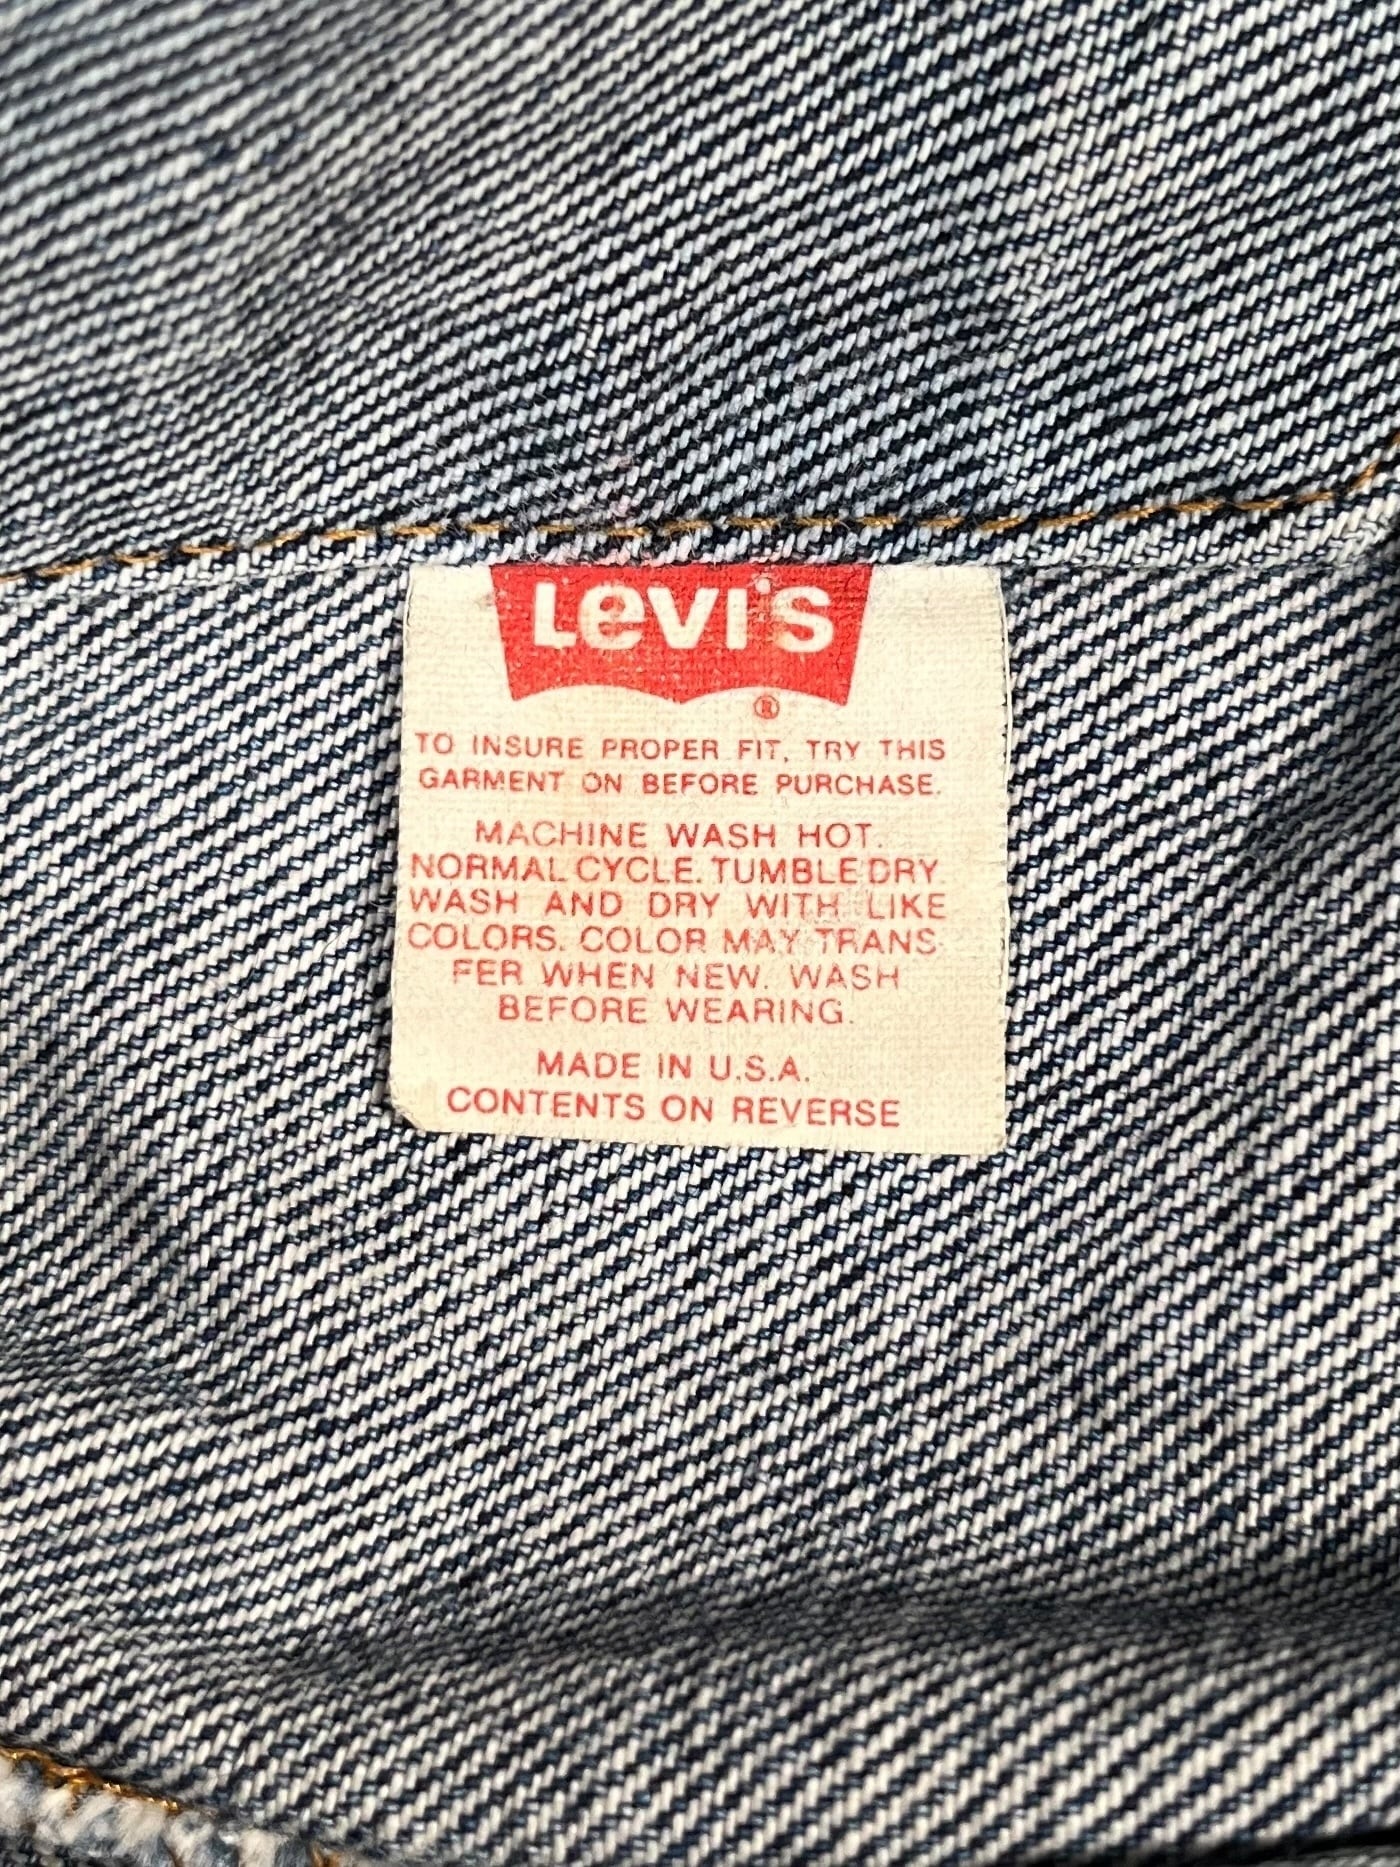 Levi's
®
TO INSURE PROPER FIT, TRY THIS
GARMENT ON BEFORE PURCHASE.
MACHINE WASH HOT.
NORMAL CYCLE. TUMBLE DRY.
WASH AND DRY WITH LIKE
COLORS. COLOR MAY TRANS-
FER WHEN NEW. WASH
BEFORE WEARING.
MADE IN U.S.A.
CONTENTS ON REVERSE